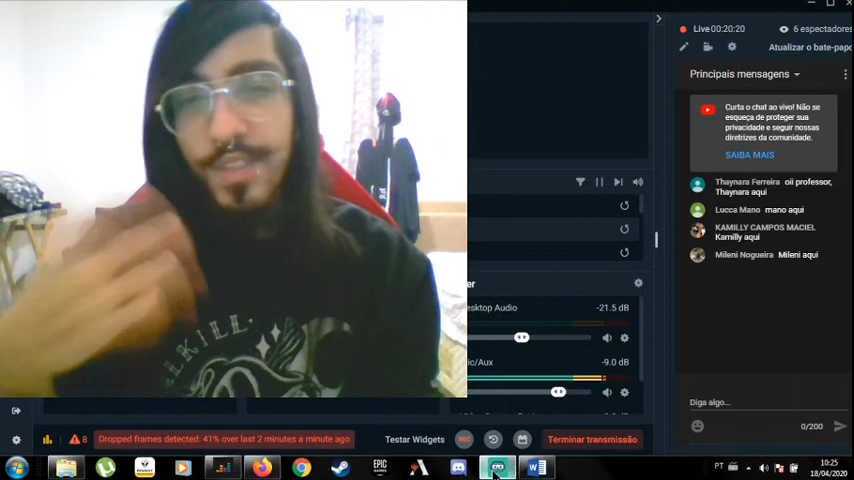 Live 00:20:20
6 espectadores
Atualizar o bate-papo
Principais mensagens
Curta o chat ao vivo! Não se
esqueça de proteger sua
privacidade e seguir nossas
diretrizes da comunidade.
SAIBA MAIS
Thaynara Ferreira oii professor,
Thaynara aqui
Lucca Mano mano aqui
KAMILLY CAMPOS MACIEL
Kamilly aqui
Mileni Nogueira Mileni aqui
esktop Audio -21.5 dB
ic/Aux -9.0 dB
Diga algo...
0/200
8
Dropped frames detected: 41% over last 2 minutes a minute ago
Testar Widgets
REC
Terminar transmissão
EPIC
GAMES
PT
10:25
18/04/2020